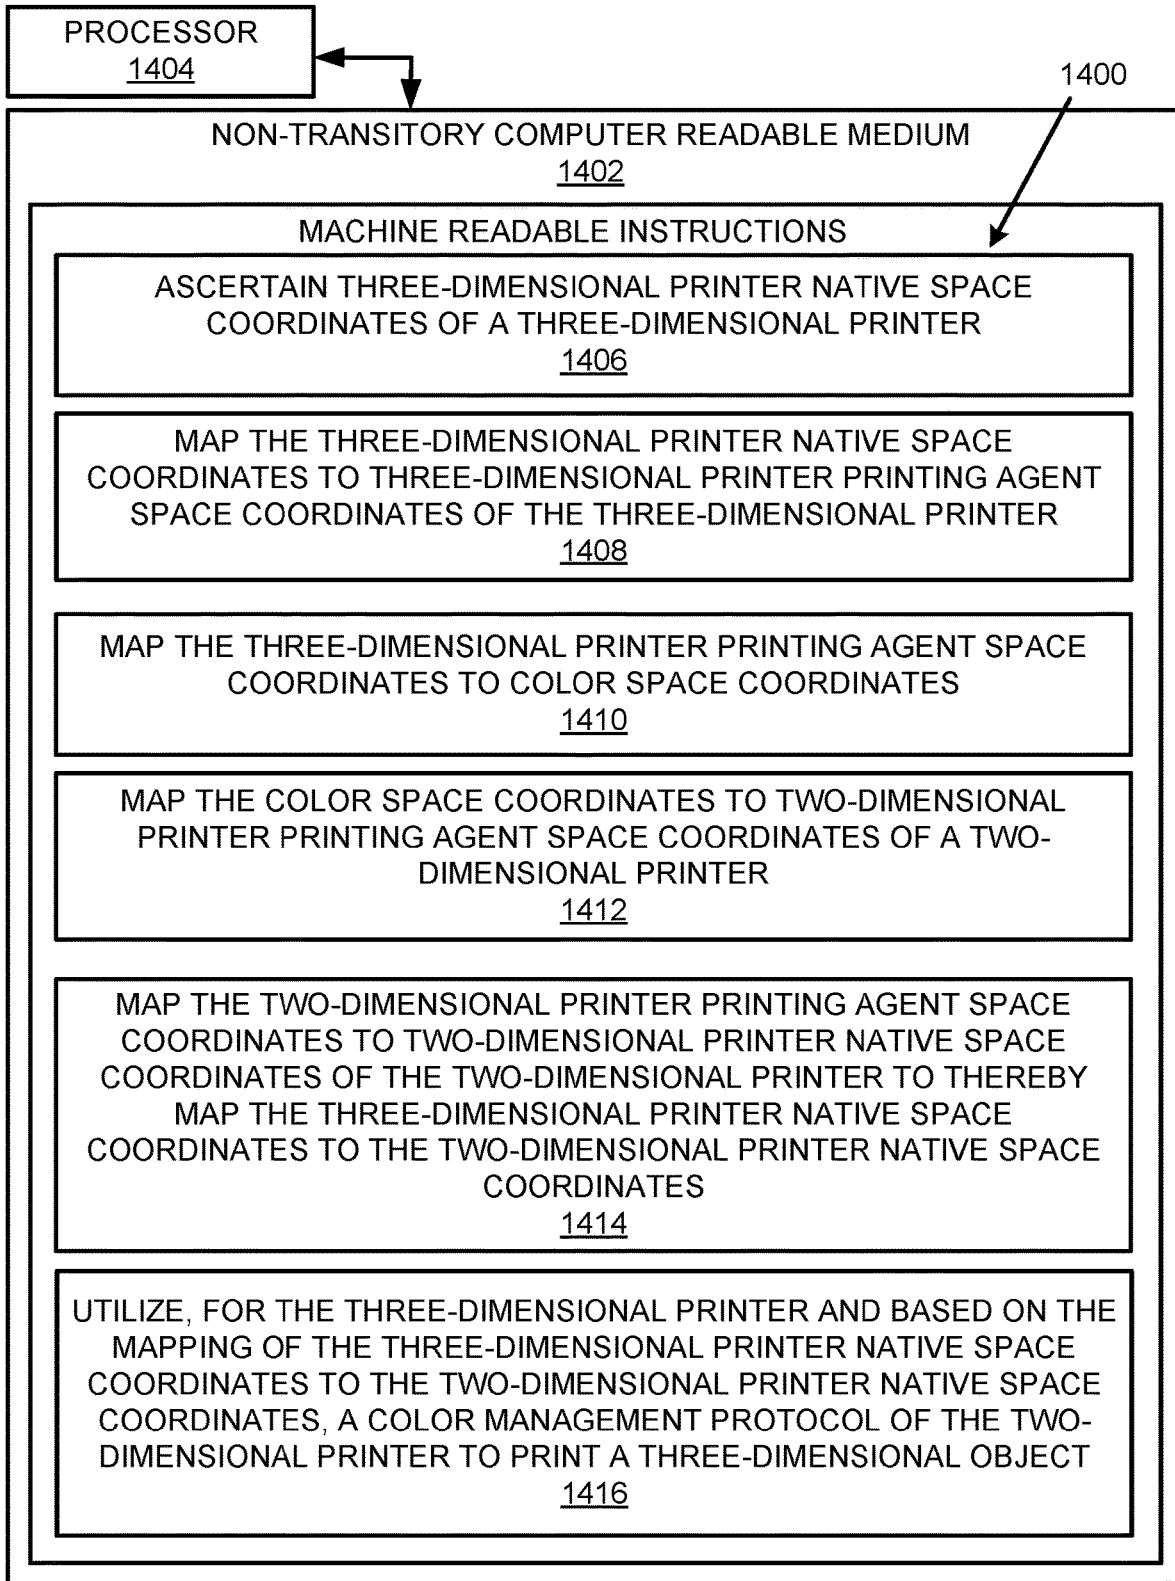 PROCESSOR
1404
1400
NON-TRANSITORY COMPUTER READABLE MEDIUM
1402
MACHINE READABLE INSTRUCTIONS
ASCERTAIN THREE-DIMENSIONAL PRINTER NATIVE SPACE
COORDINATES OF A THREE-DIMENSIONAL PRINTER
1406
MAP THE THREE-DIMENSIONAL PRINTER NATIVE SPACE
COORDINATES TO THREE-DIMENSIONAL PRINTER PRINTING AGENT
SPACE COORDINATES OF THE THREE-DIMENSIONAL PRINTER
1408
MAP THE THREE-DIMENSIONAL PRINTER PRINTING AGENT SPACE
COORDINATES TO COLOR SPACE COORDINATES
1410
MAP THE COLOR SPACE COORDINATES TO TWO-DIMENSIONAL
PRINTER PRINTING AGENT SPACE COORDINATES OF A TWO-
DIMENSIONAL PRINTER
1412
MAP THE TWO-DIMENSIONAL PRINTER PRINTING AGENT SPACE
COORDINATES TO TWO-DIMENSIONAL PRINTER NATIVE SPACE
COORDINATES OF THE TWO-DIMENSIONAL PRINTER TO THEREBY
MAP THE THREE-DIMENSIONAL PRINTER NATIVE SPACE
COORDINATES TO THE TWO-DIMENSIONAL PRINTER NATIVE SPACE
COORDINATES
1414
UTILIZE, FOR THE THREE-DIMENSIONAL PRINTER AND BASED ON THE
MAPPING OF THE THREE-DIMENSIONAL PRINTER NATIVE SPACE
COORDINATES TO THE TWO-DIMENSIONAL PRINTER NATIVE SPACE
COORDINATES, A COLOR MANAGEMENT PROTOCOL OF THE TWO-
DIMENSIONAL PRINTER TO PRINT A THREE-DIMENSIONAL OBJECT
1416